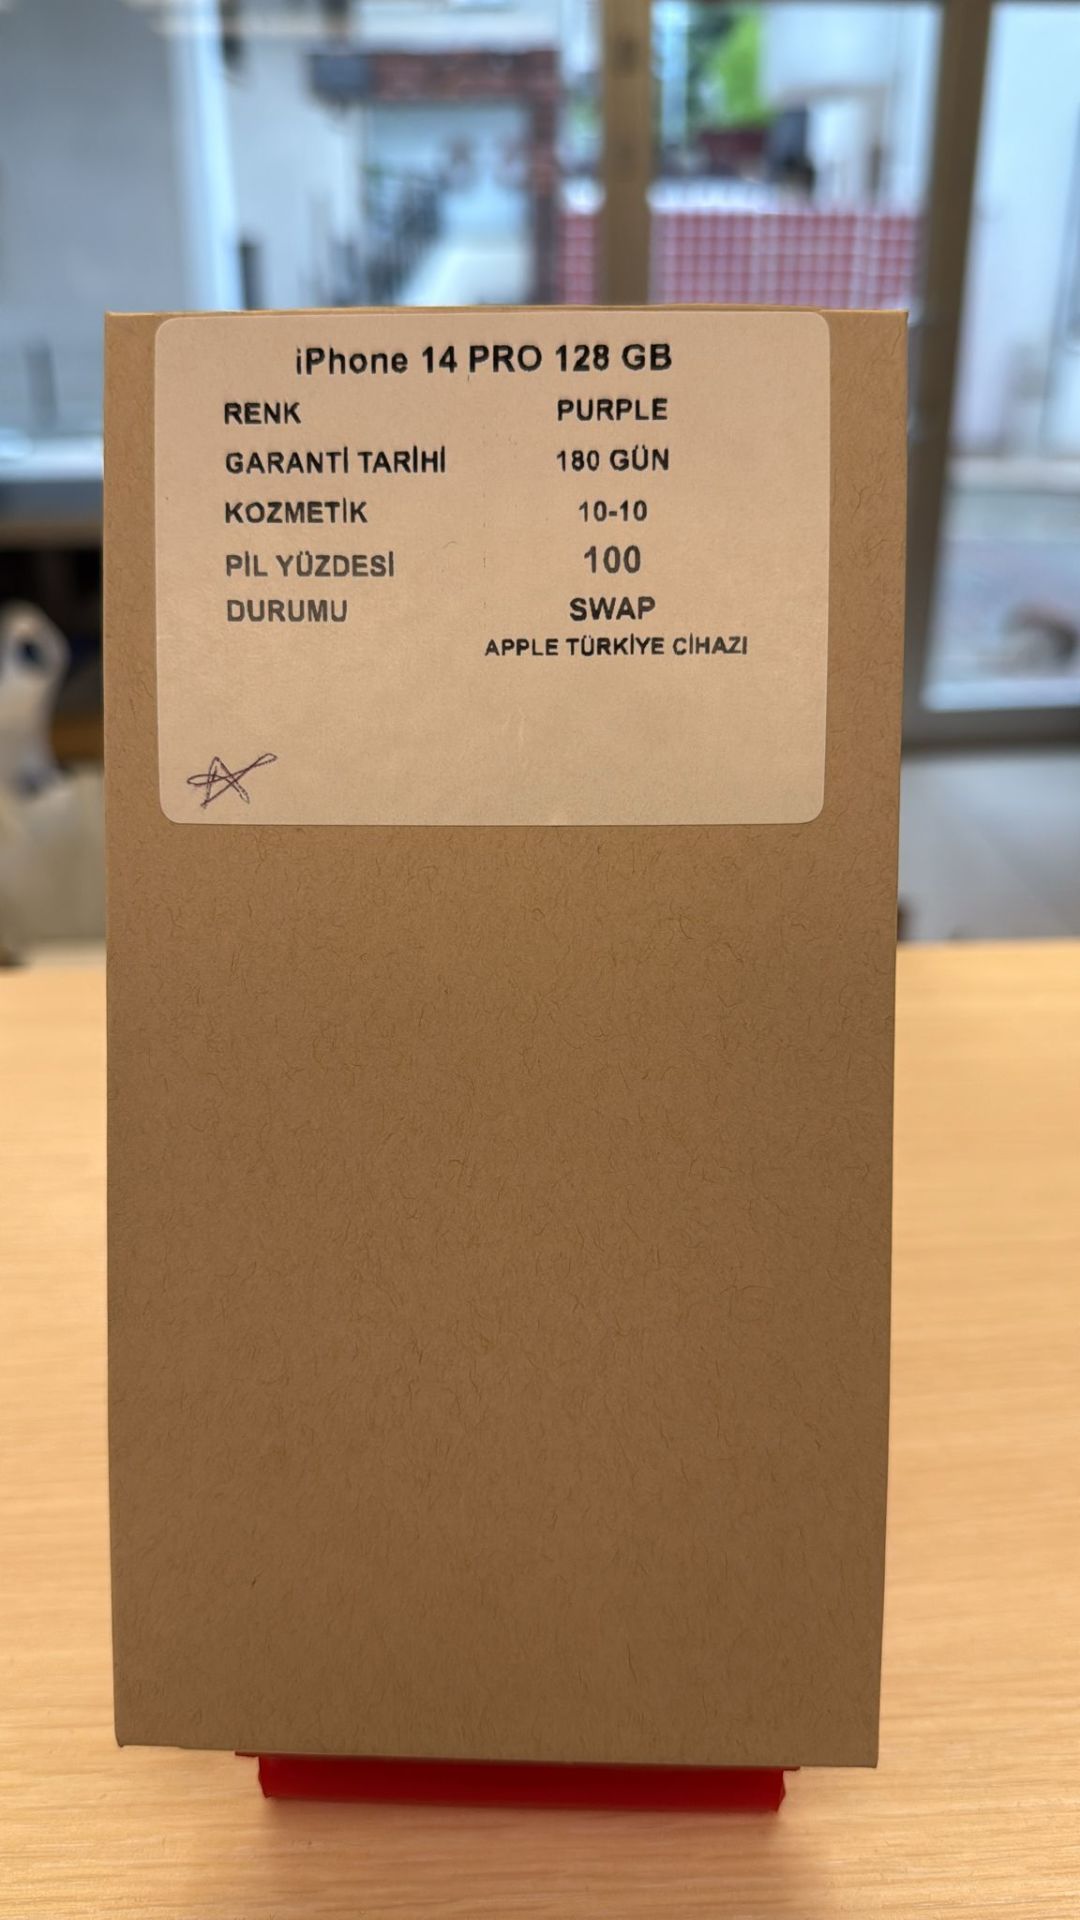 iPhone 14 PRO 128 GB
RENK PURPLE
GARANTİ TARİHİ 180 GÜN
KOZMETİK 10-10
PİL YÜZDESİ 100
DURUMU SWAP
APPLE TÜRKİYE CİHAZI